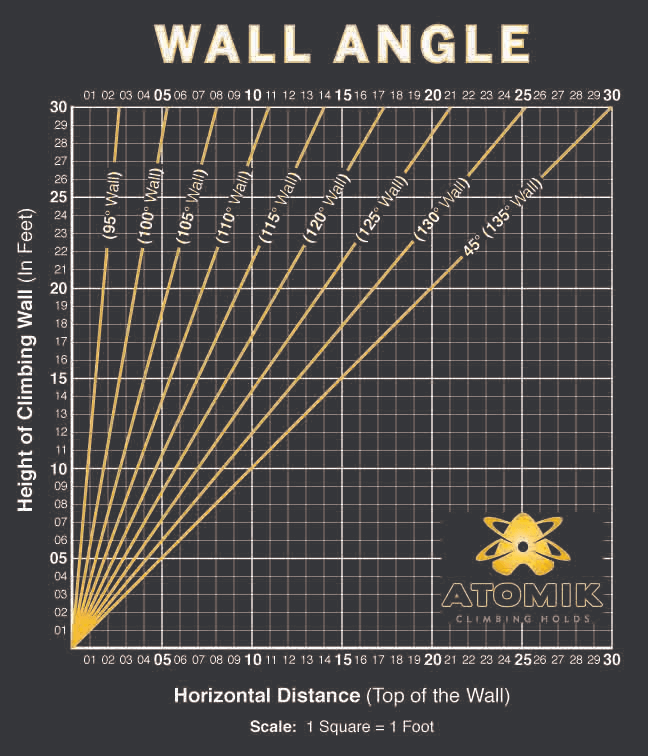 WALL ANGLE
01 02 03 04 05 06 07 08 09 10 11 12 13 14 15 16 17 18 19 20 21 22 23 24 25 26 27 28 29 30
30
29
28
27
26
25
24
23
22
21
20
19
18
17
16
15
14
13
12
11
10
09
08
07
06
05
04
03
02
01
Height of Climbing Wall (In Feet)
(95° Wall)
(100° Wall)
(105° Wall)
(110° Wall)
(115° Wall)
(120° Wall)
(125° Wall)
(130° Wall)
45° (135° Wall)
ATOMIK
CLIMBING HOLDS
01 02 03 04 05 06 07 08 09 10 11 12 13 14 15 16 17 18 19 20 21 22 23 24 25 26 27 28 29 30
Horizontal Distance (Top of the Wall)
Scale: 1 Square = 1 Foot